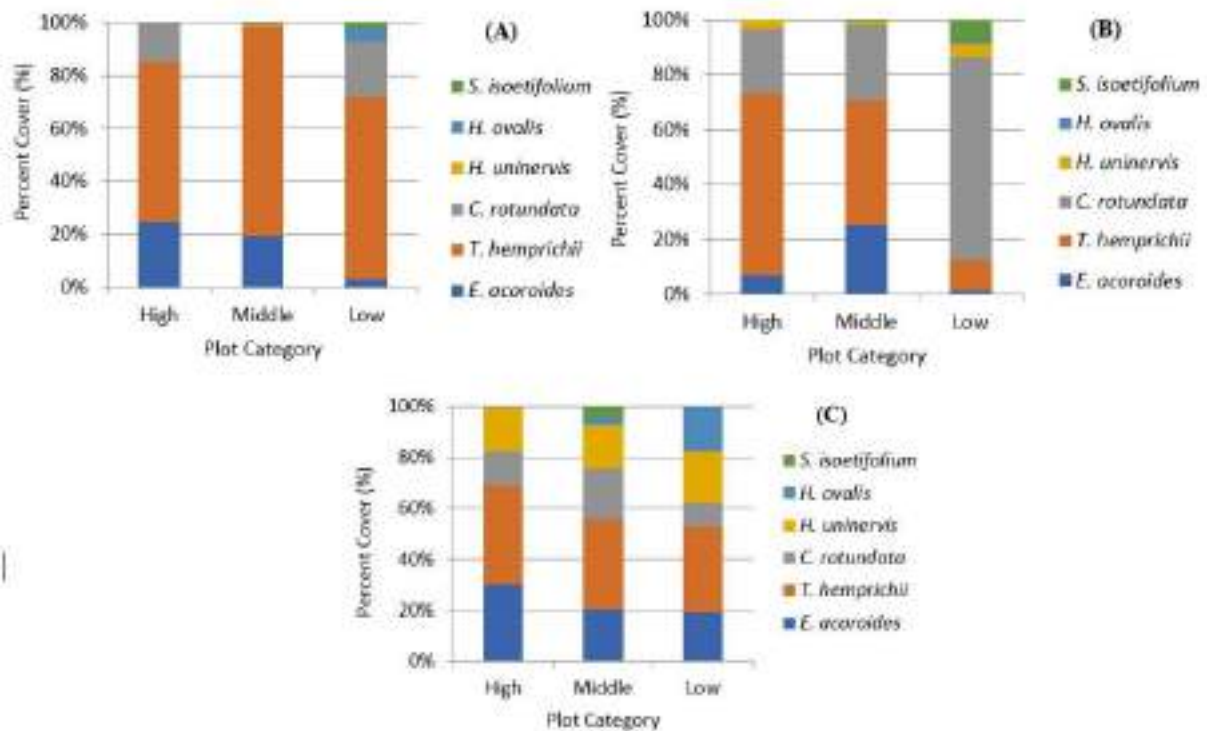 (A)
100%
80%
60%
40%
20%
0%
Percent Cover (%)
High Middle Low
Plot Category
S. isoetifolium
H. ovalis
H. uninervis
C. rotundata
T. hemprichii
E. acoroides
(B)
100%
80%
60%
40%
20%
0%
Percent Cover (%)
High Middle Low
Plot Category
S. isoetifolium
H. ovalis
H. uninervis
C. rotundata
T. hemprichii
E. acoroides
(C)
100%
80%
60%
40%
20%
0%
Percent Cover (%)
High Middle Low
Plot Category
S. isoetifolium
H. ovalis
H. uninervis
C. rotundata
T. hemprichii
E. acoroides